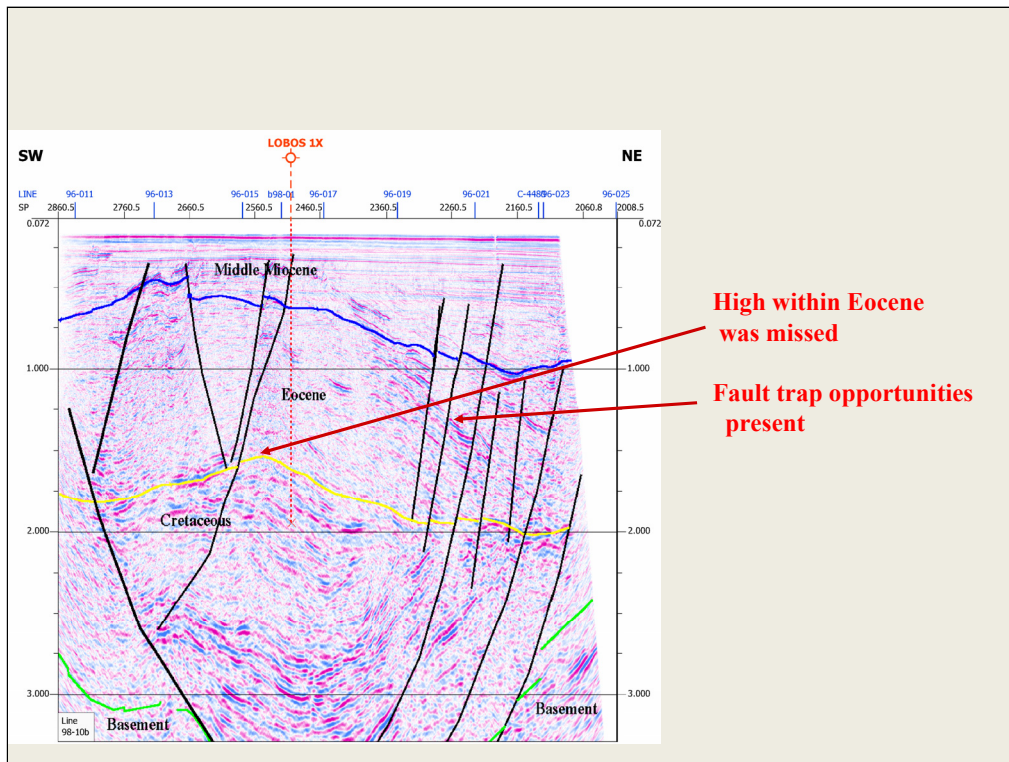 LOBOS 1X
SW
NE
LINE 96-011 96-013 96-015 b98-01 96-017 96-019 96-021 96-023 96-025
SP 2860.5 2760.5 2660.5 2560.5 2460.5 2360.5 2260.5 2160.5 2060.8 2008.5
0.072 0.072
Middle Miocene
High within Eocene
was missed
1.000 1.000
Eocene
Fault trap opportunities
present
Cretaceous
2.000 2.000
3.000 3.000
Basement
Basement
Line
98-10b